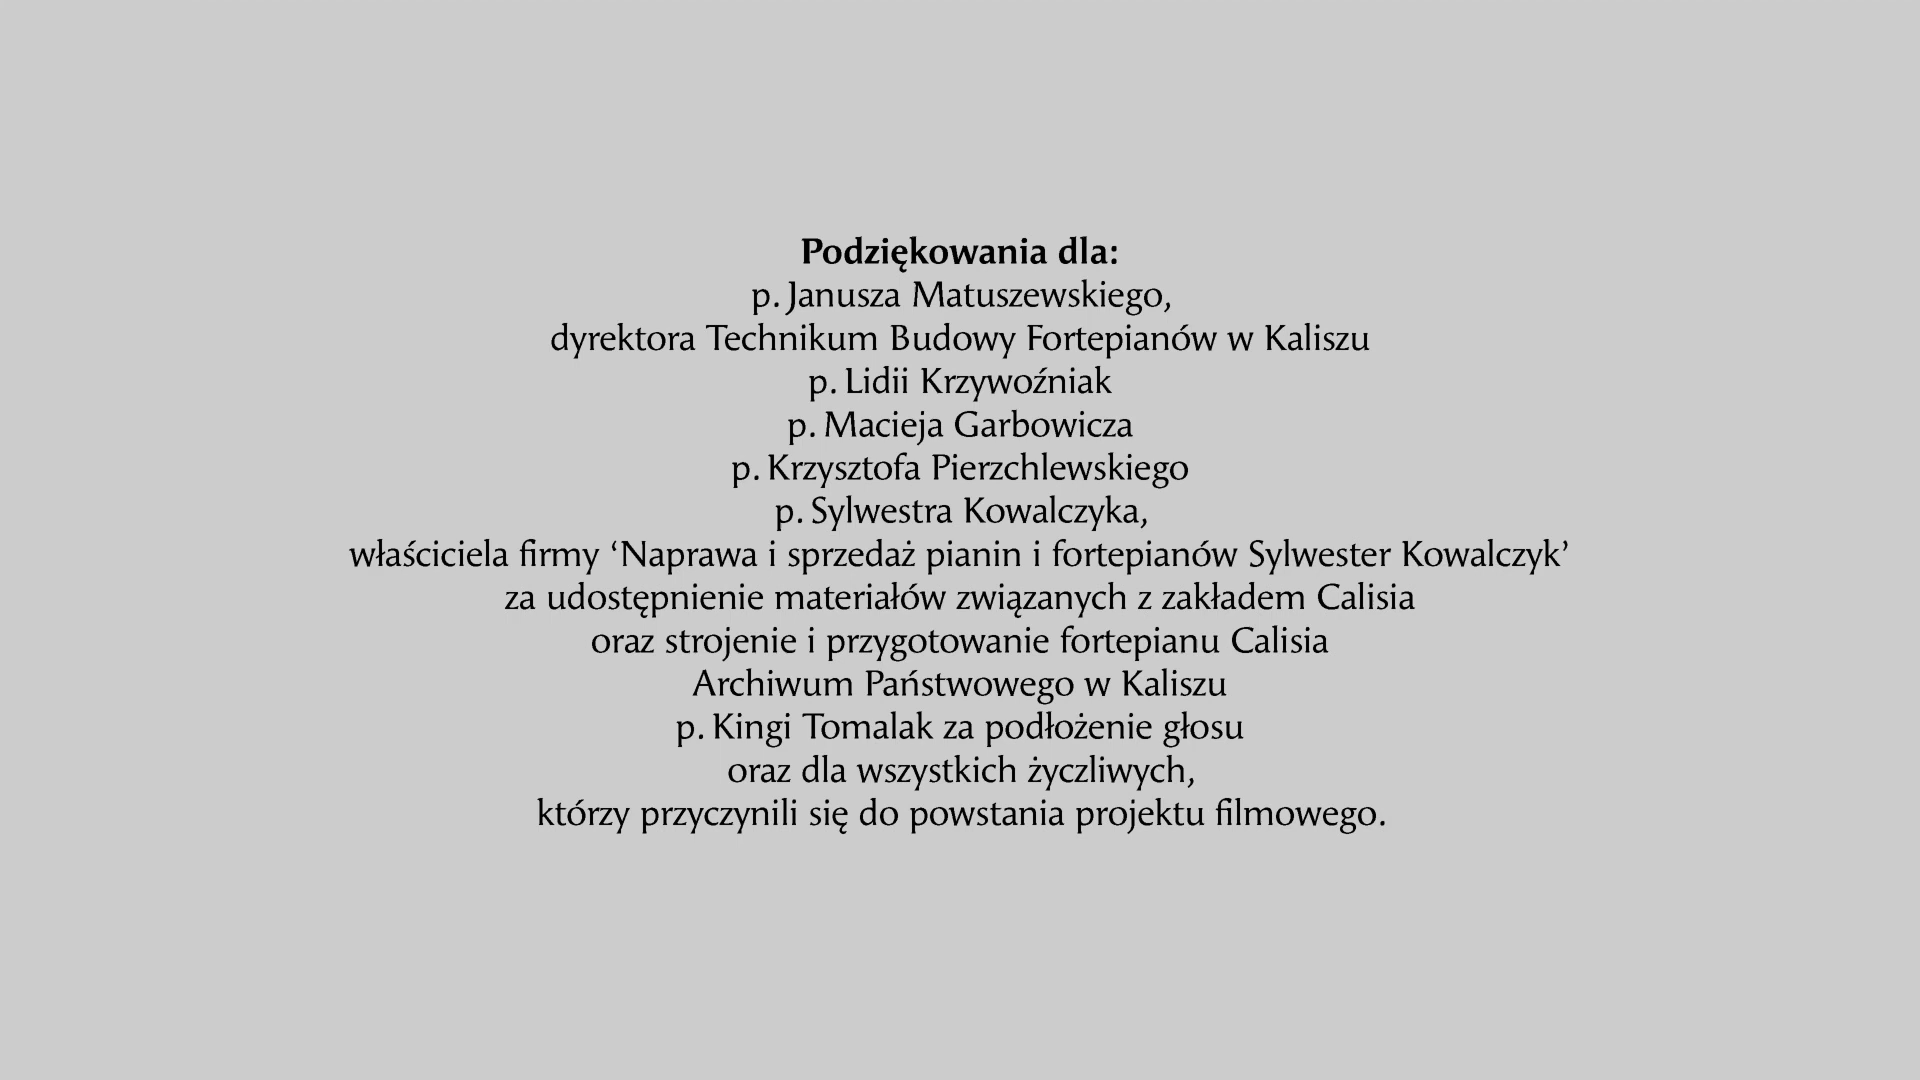 Podziękowania dla:
p. Janusza Matuszewskiego,
dyrektora Technikum Budowy Fortepianów w Kaliszu
p. Lidii Krzywoźniak
p. Macieja Garbowicza
p. Krzysztofa Pierzchlewskiego
p. Sylwestra Kowalczyka,
właściciela firmy ‘Naprawa i sprzedaż pianin i fortepianów Sylwester Kowalczyk’
za udostępnienie materiałów związanych z zakładem Calisia
oraz strojenie i przygotowanie fortepianu Calisia
Archiwum Państwowego w Kaliszu
p. Kingi Tomalak za podłożenie głosu
oraz dla wszystkich życzliwych,
którzy przyczynili się do powstania projektu filmowego.